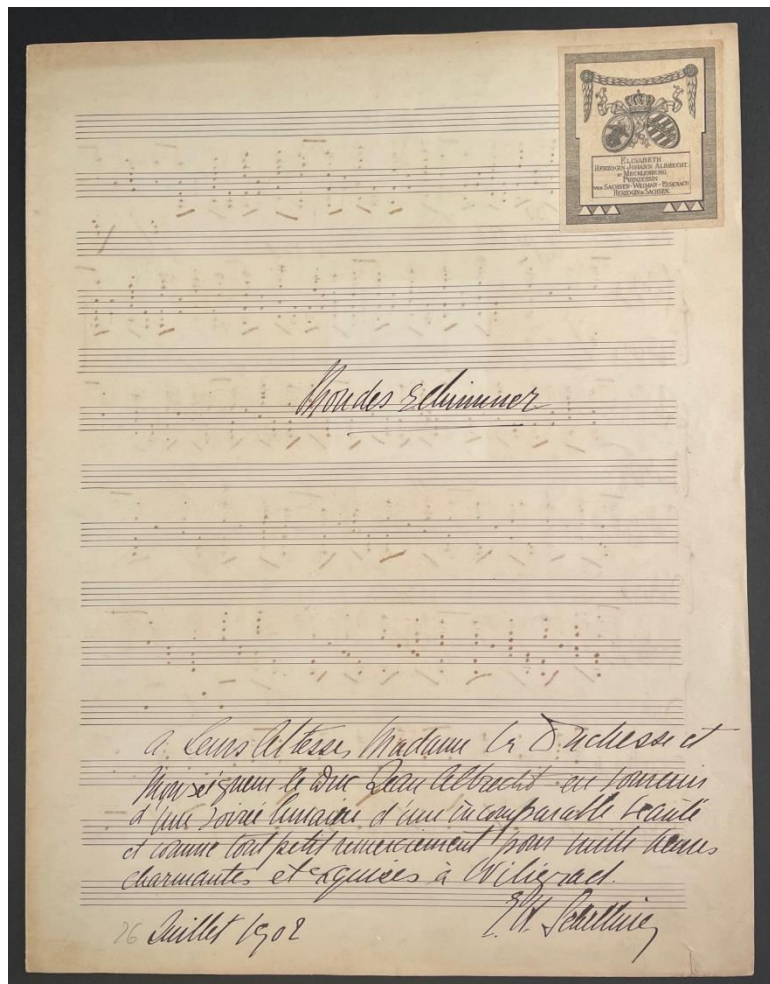 ELISABETH
HERZOGIN JOHANN ALBRECHT
zu MECKLENBURG
PRINZESSIN
VON SACHSEN-WEIMAR-EISENACH
HERZOGIN zu SACHSEN
Mondes Schimmer
a Leurs Altesses, Madame la Duchesse et
Monseigneur le Duc Jean Albrecht en souvenir
d'une soirée lunaire d'une incomparable beauté
et comme tout petit remerciement pour mille heures
charmantes et exquises à Wiligrad.
E. H. Schelling
26 Juillet 1902